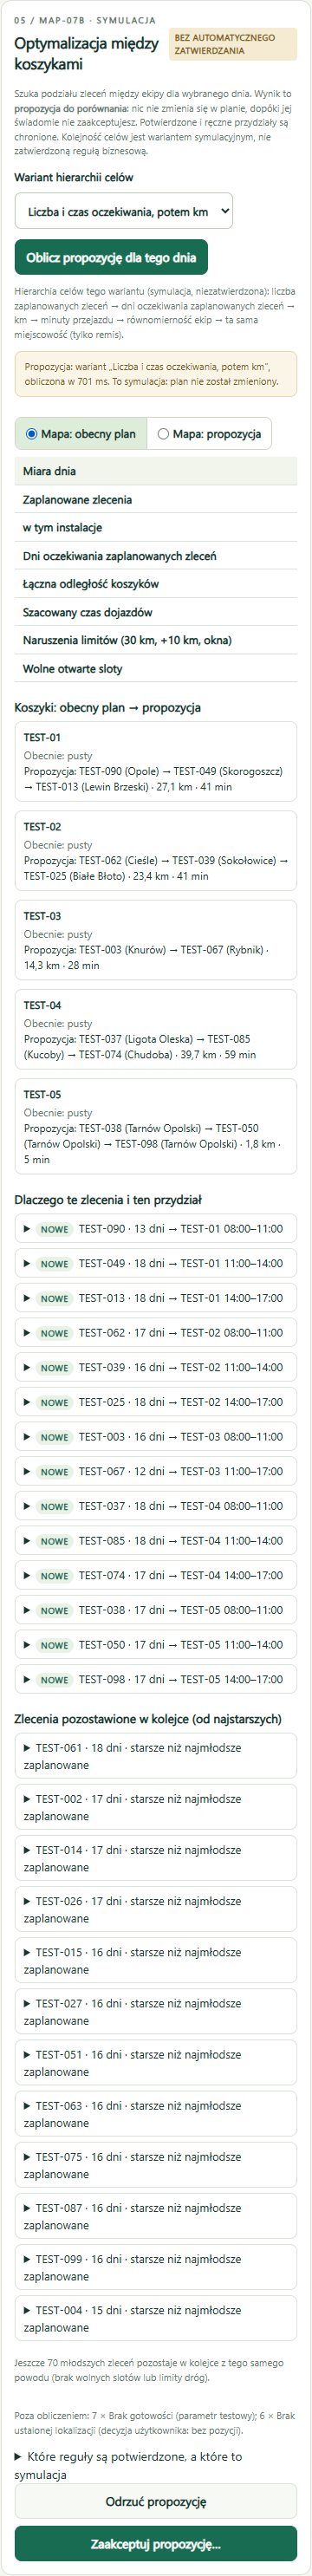 05 / MAP-07B · SYMULACJA
Optymalizacja między
koszykami
BEZ AUTOMATYCZNEGO
ZATWIERDZANIA
Szuka podziału zleceń między ekipy dla wybranego dnia. Wynik to
propozycja do porównania: nic nie zmienia się w planie, dopóki jej
świadomie nie zaakceptujesz. Potwierdzone i ręczne przydziały są
chronione. Kolejność celów jest wariantem symulacyjnym, nie
zatwierdzoną regułą biznesową.
Wariant hierarchii celów
Liczba i czas oczekiwania, potem km
Oblicz propozycję dla tego dnia
Hierarchia celów tego wariantu (symulacja, niezatwierdzona): liczba
zaplanowanych zleceń → dni oczekiwania zaplanowanych zleceń →
km → minuty przejazdu → równomierność ekip → ta sama
miejscowość (tylko remis).
Propozycja: wariant „Liczba i czas oczekiwania, potem km",
obliczona w 701 ms. To symulacja: plan nie został zmieniony.
Mapa: obecny plan
Mapa: propozycja
Miara dnia
Zaplanowane zlecenia
w tym instalacje
Dni oczekiwania zaplanowanych zleceń
Łączna odległość koszyków
Szacowany czas dojazdów
Naruszenia limitów (30 km, +10 km, okna)
Wolne otwarte sloty
Koszyki: obecny plan → propozycja
TEST-01
Obecnie: pusty
Propozycja: TEST-090 (Opole) → TEST-049 (Skorogoszcz)
→ TEST-013 (Lewin Brzeski) · 27,1 km · 41 min
TEST-02
Obecnie: pusty
Propozycja: TEST-062 (Cieśle) → TEST-039 (Sokołowice) →
TEST-025 (Białe Błoto) · 23,4 km · 41 min
TEST-03
Obecnie: pusty
Propozycja: TEST-003 (Knurów) → TEST-067 (Rybnik) ·
14,3 km · 28 min
TEST-04
Obecnie: pusty
Propozycja: TEST-037 (Ligota Oleska) → TEST-085
(Kucoby) → TEST-074 (Chudoba) · 39,7 km · 59 min
TEST-05
Obecnie: pusty
Propozycja: TEST-038 (Tarnów Opolski) → TEST-050
(Tarnów Opolski) → TEST-098 (Tarnów Opolski) · 1,8 km ·
5 min
Dlaczego te zlecenia i ten przydział
▶ NOWE TEST-090 · 13 dni → TEST-01 08:00–11:00
▶ NOWE TEST-049 · 18 dni → TEST-01 11:00–14:00
▶ NOWE TEST-013 · 18 dni → TEST-01 14:00–17:00
▶ NOWE TEST-062 · 17 dni → TEST-02 08:00–11:00
▶ NOWE TEST-039 · 16 dni → TEST-02 11:00–14:00
▶ NOWE TEST-025 · 18 dni → TEST-02 14:00–17:00
▶ NOWE TEST-003 · 16 dni → TEST-03 08:00–11:00
▶ NOWE TEST-067 · 12 dni → TEST-03 11:00–17:00
▶ NOWE TEST-037 · 18 dni → TEST-04 08:00–11:00
▶ NOWE TEST-085 · 18 dni → TEST-04 11:00–14:00
▶ NOWE TEST-074 · 17 dni → TEST-04 14:00–17:00
▶ NOWE TEST-038 · 17 dni → TEST-05 08:00–11:00
▶ NOWE TEST-050 · 17 dni → TEST-05 11:00–14:00
▶ NOWE TEST-098 · 17 dni → TEST-05 14:00–17:00
Zlecenia pozostawione w kolejce (od najstarszych)
▶ TEST-061 · 18 dni · starsze niż najmłodsze
zaplanowane
▶ TEST-002 · 17 dni · starsze niż najmłodsze
zaplanowane
▶ TEST-014 · 17 dni · starsze niż najmłodsze
zaplanowane
▶ TEST-026 · 17 dni · starsze niż najmłodsze
zaplanowane
▶ TEST-015 · 16 dni · starsze niż najmłodsze
zaplanowane
▶ TEST-027 · 16 dni · starsze niż najmłodsze
zaplanowane
▶ TEST-051 · 16 dni · starsze niż najmłodsze
zaplanowane
▶ TEST-063 · 16 dni · starsze niż najmłodsze
zaplanowane
▶ TEST-075 · 16 dni · starsze niż najmłodsze
zaplanowane
▶ TEST-087 · 16 dni · starsze niż najmłodsze
zaplanowane
▶ TEST-099 · 16 dni · starsze niż najmłodsze
zaplanowane
▶ TEST-004 · 15 dni · starsze niż najmłodsze
zaplanowane
Jeszcze 70 młodszych zleceń pozostaje w kolejce z tego samego
powodu (brak wolnych slotów lub limity dróg).
Poza obliczeniem: 7 × Brak gotowości (parametr testowy); 6 × Brak
ustalonej lokalizacji (decyzja użytkownika: bez pozycji).
▶ Które reguły są potwierdzone, a które to
symulacja
Odrzuć propozycję
Zaakceptuj propozycję...